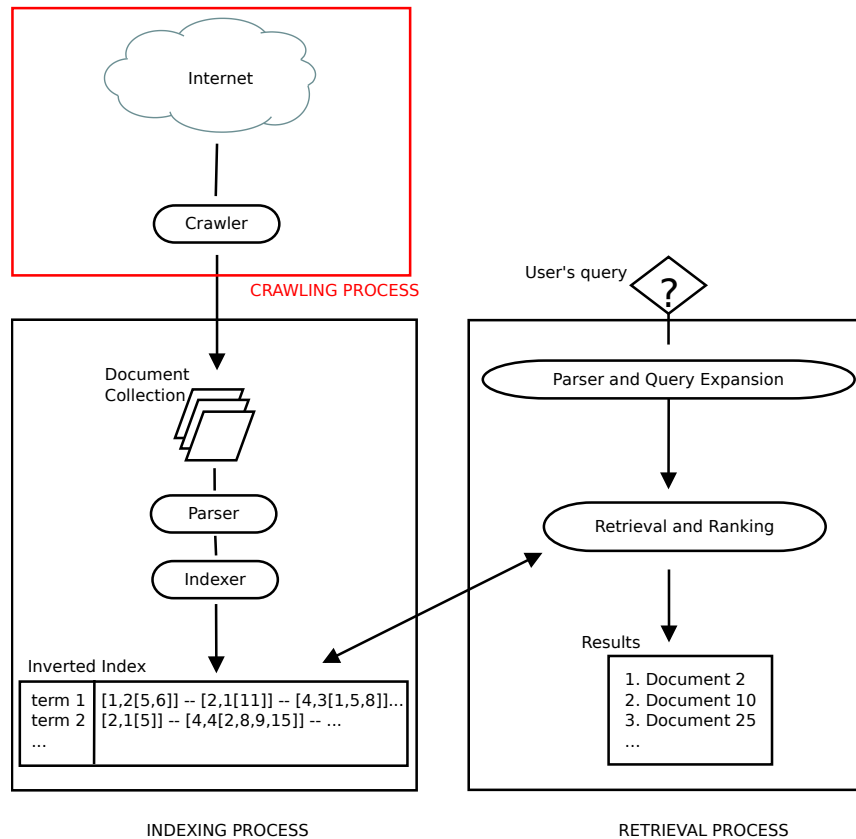 Internet
Crawler
CRAWLING PROCESS
Document
Collection
Parser
Indexer
Inverted Index
term 1 [1,2[5,6]] -- [2,1[11]] -- [4,3[1,5,8]]...
term 2 [2,1[5]] -- [4,4[2,8,9,15]] -- ...
...
INDEXING PROCESS
User's query
?
Parser and Query Expansion
Retrieval and Ranking
Results
1. Document 2
2. Document 10
3. Document 25
...
RETRIEVAL PROCESS